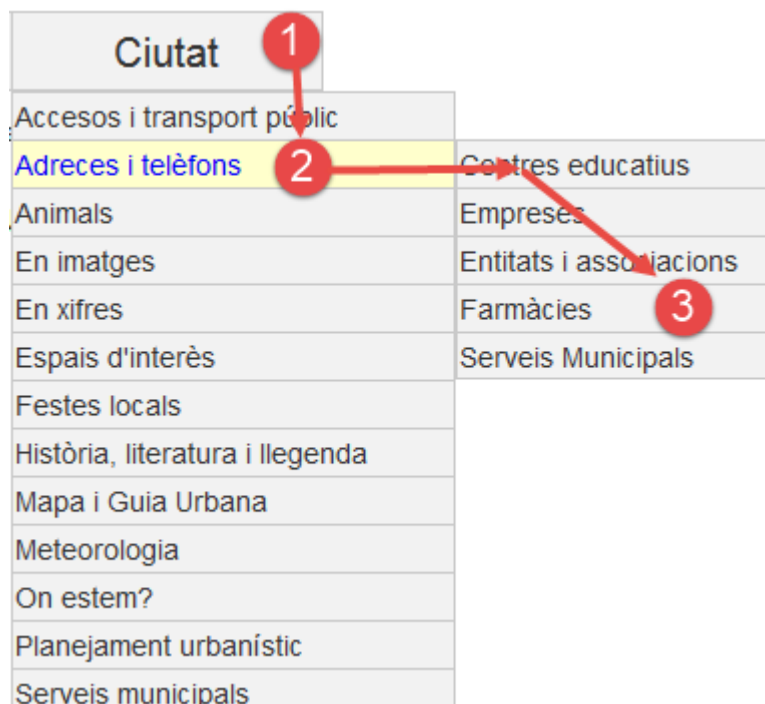 Ciutat 1
Accesos i transport públic
Adreces i telèfons 2 Centres educatius
Animals Empreses
En imatges Entitats i associacions
En xifres Farmàcies 3
Espais d'interès Serveis Municipals
Festes locals
Història, literatura i llegenda
Mapa i Guia Urbana
Meteorologia
On estem?
Planejament urbanístic
Serveis municipals